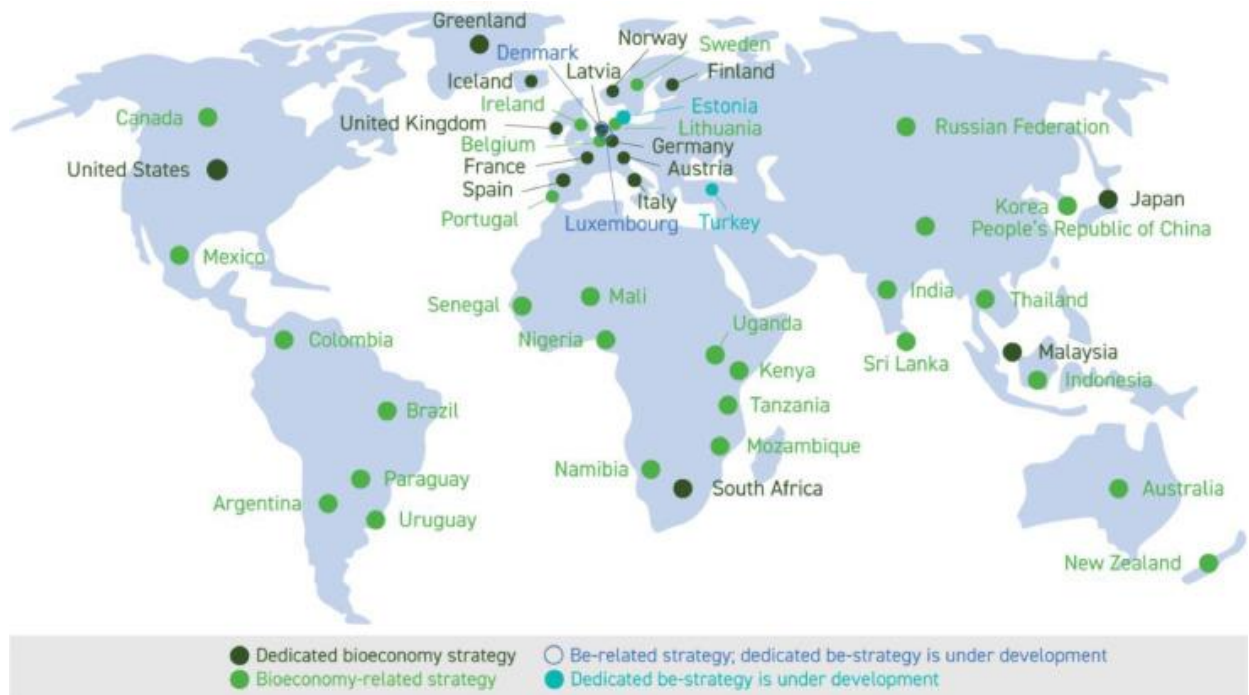 Greenland
Denmark
Norway
Sweden
Latvia
Finland
Iceland
Ireland
Estonia
Canada
United Kingdom
Lithuania
Russian Federation
Belgium
Germany
United States
France
Austria
Spain
Italy
Portugal
Luxembourg
Turkey
Korea
Japan
People's Republic of China
Mexico
Senegal
Mali
India
Thailand
Colombia
Nigeria
Uganda
Kenya
Sri Lanka
Malaysia
Indonesia
Brazil
Tanzania
Mozambique
Namibia
Paraguay
South Africa
Australia
Argentina
Uruguay
New Zealand
Dedicated bioeconomy strategy
Be-related strategy; dedicated be-strategy is under development
Bioeconomy-related strategy
Dedicated be-strategy is under development